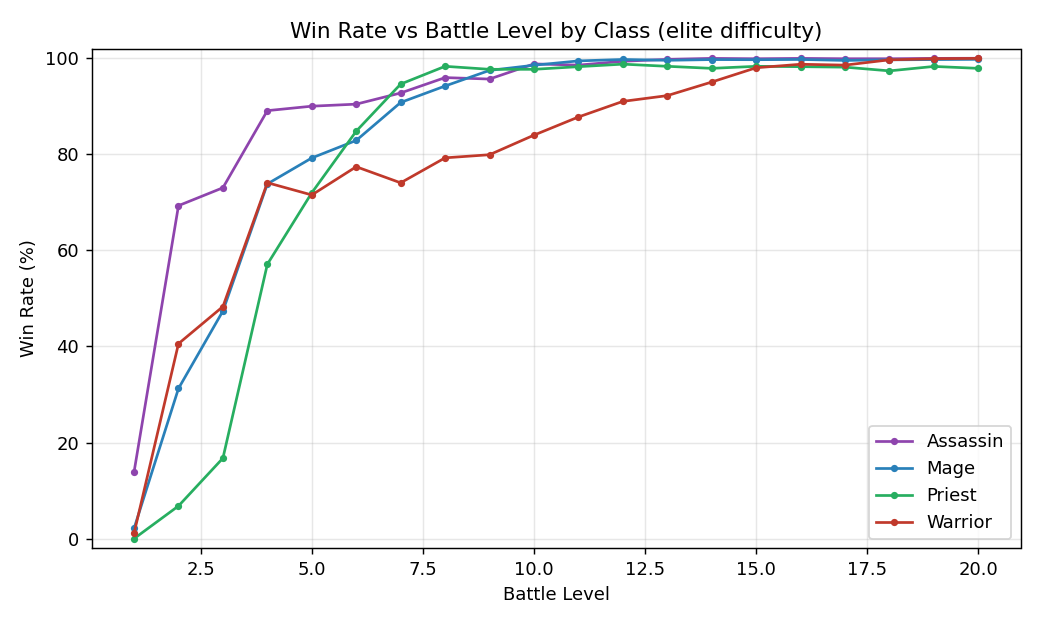 Win Rate vs Battle Level by Class (elite difficulty)
Win Rate (%)
100
80
60
40
20
0
2.5 5.0 7.5 10.0 12.5 15.0 17.5 20.0
Battle Level
Assassin
Mage
Priest
Warrior